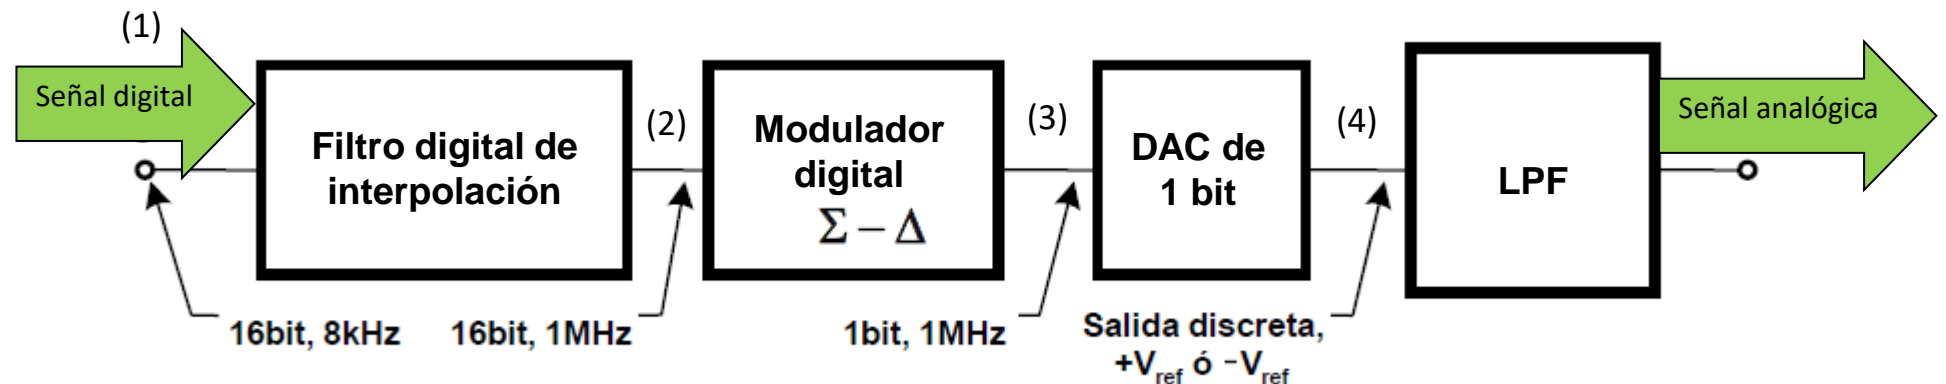 (1)
Señal digital
Filtro digital de
interpolación
(2)
Modulador
digital
Σ – Δ
(3)
DAC de
1 bit
(4)
LPF
Señal analógica
16bit, 8kHz
16bit, 1MHz
1bit, 1MHz
Salida discreta,
+Vref ó –Vref